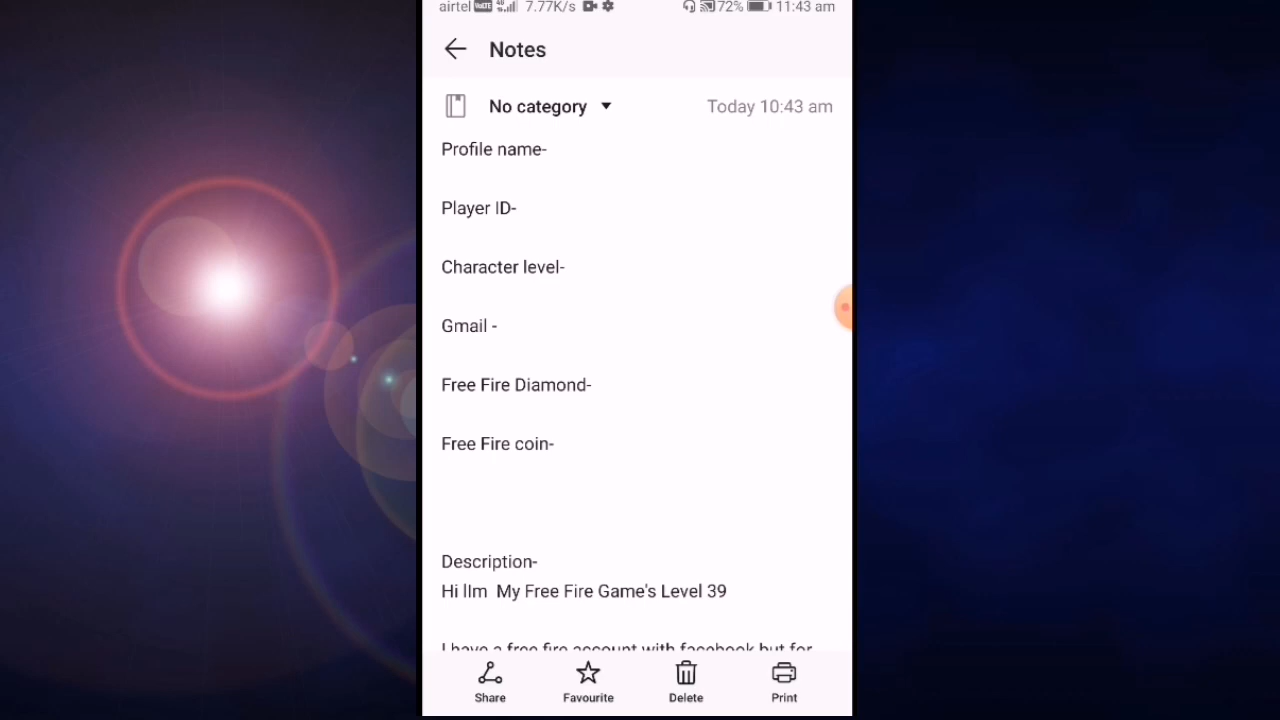 airtel VoLTE 4G 7.77K/s 72% 11:43 am
Notes
No category Today 10:43 am
Profile name-
Player ID-
Character level-
Gmail -
Free Fire Diamond-
Free Fire coin-
Description-
Hi IIm My Free Fire Game's Level 39
I have a free fire account with facebook but for
Share Favourite Delete Print